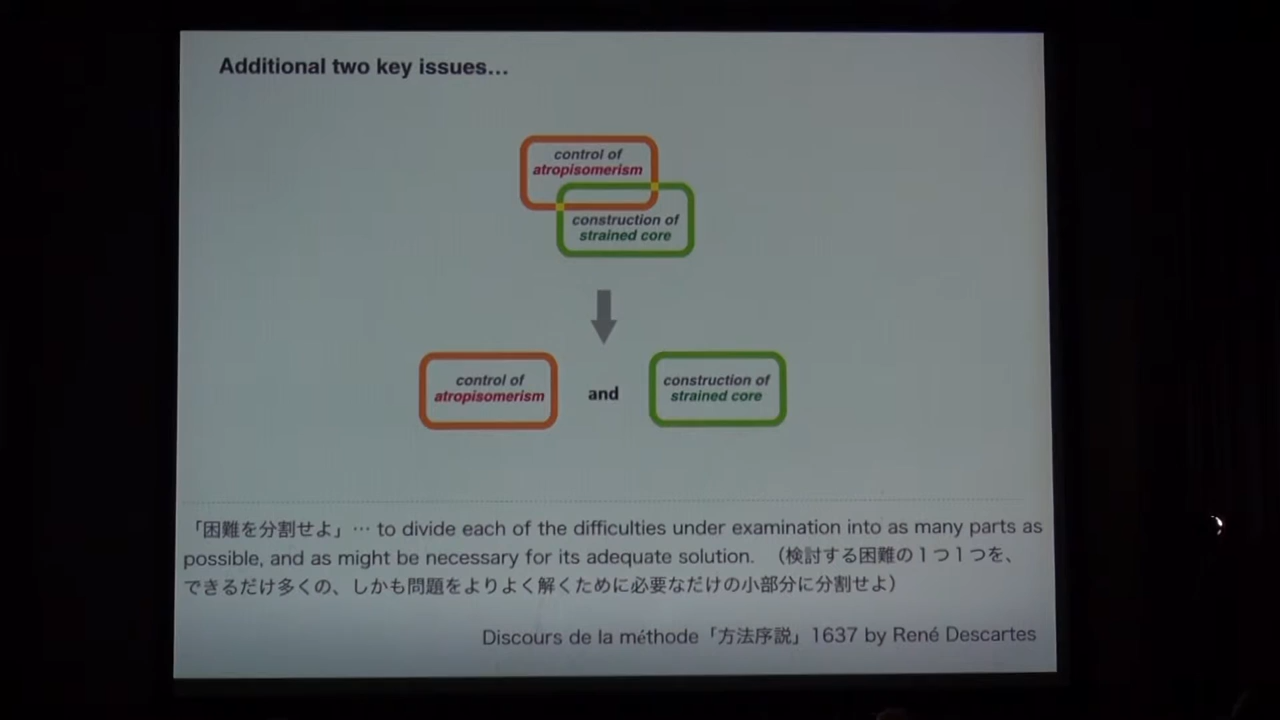 Additional two key issues…
control of
atropisomerism
construction of
strained core
control of
atropisomerism
and
construction of
strained core
「困難を分割せよ」… to divide each of the difficulties under examination into as many parts as
possible, and as might be necessary for its adequate solution. （検討する困難の１つ１つを、
できるだけ多くの、しかも問題をよりよく解くために必要なだけの小部分に分割せよ）
Discours de la méthode「方法序説」1637 by René Descartes